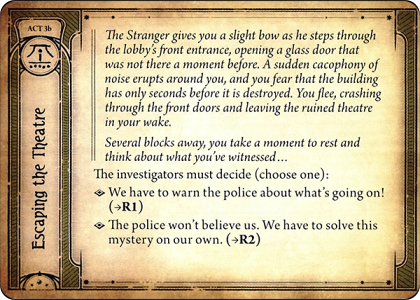 ACT 3b
Escaping the Theatre
The Stranger gives you a slight bow as he steps through
the lobby’s front entrance, opening a glass door that
was not there a moment before. A sudden cacophony of
noise erupts around you, and you fear that the building
has only seconds before it is destroyed. You flee, crashing
through the front doors and leaving the ruined theatre
in your wake.
Several blocks away, you take a moment to rest and
think about what you’ve witnessed…
The investigators must decide (choose one):
We have to warn the police about what’s going on!
(→R1)
The police won’t believe us. We have to solve this
mystery on our own. (→R2)